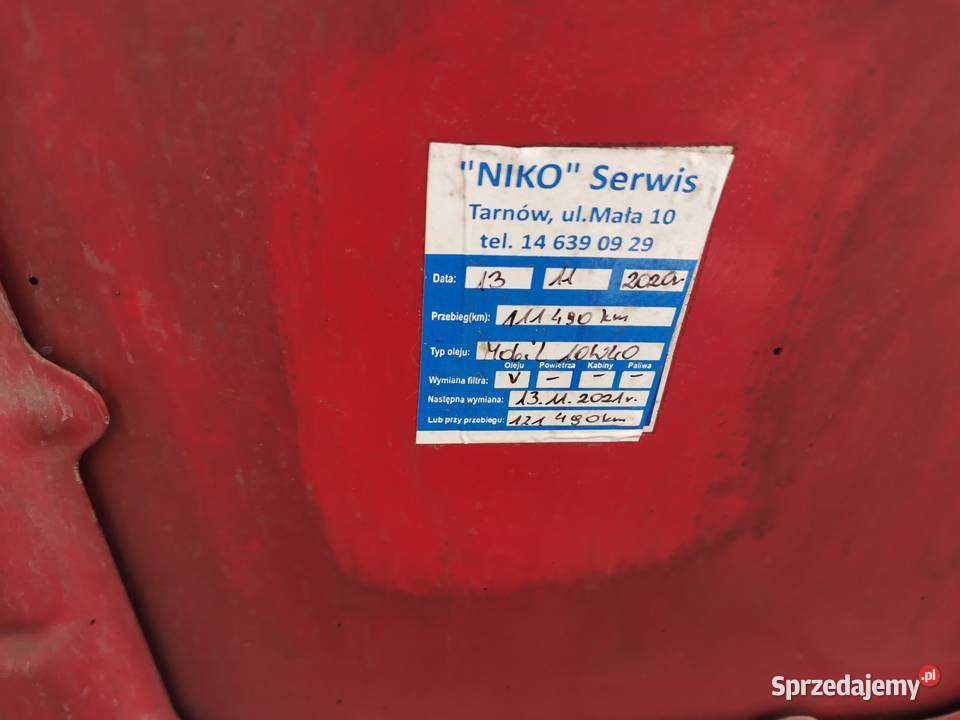 "NIKO" Serwis
Tarnów, ul.Mała 10
tel. 14 639 09 29
Data: 13 11 2020r.
Przebieg(km): 111 490 km
Typ oleju: Mobil 10W40
Oleju Powietrza Kabiny Paliwa
Wymiana filtra: V – – –
Następna wymiana: 13.11.2021r.
Lub przy przebiegu: 121 490km
Sprzedajemy.pl